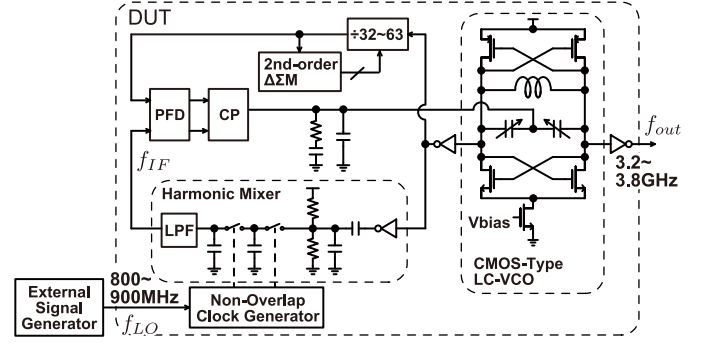 DUT
÷32~63
2nd-order
ΔΣM
PFD
CP
f_IF
Harmonic Mixer
LPF
800~
900MHz
External
Signal
Generator
f_LO
Non-Overlap
Clock Generator
Vbias
CMOS-Type
LC-VCO
f_out
3.2~
3.8GHz